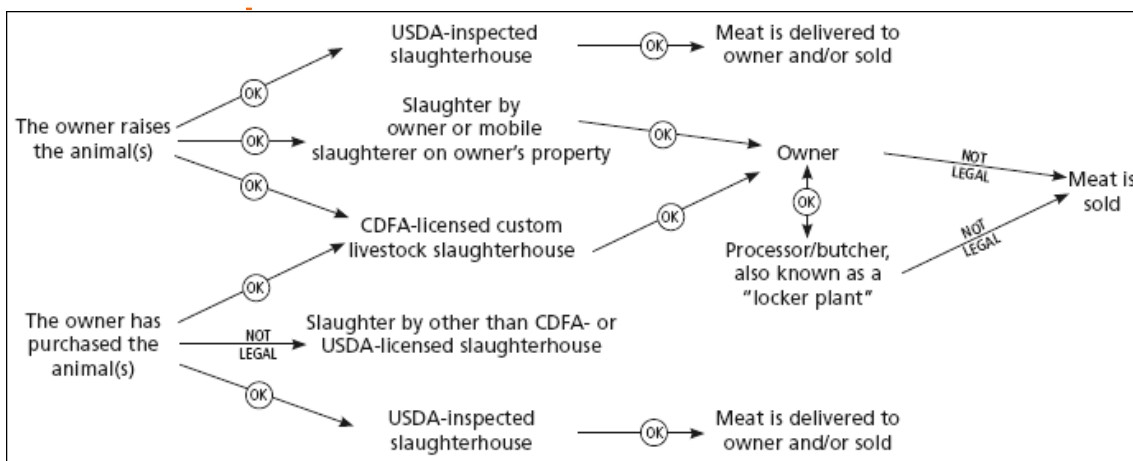 USDA-inspected
slaughterhouse
OK
Meat is delivered to
owner and/or sold
OK
The owner raises
the animal(s)
OK
Slaughter by
owner or mobile
slaughterer on owner's property
OK
Owner
NOT
LEGAL
Meat is
sold
OK
CDFA-licensed custom
livestock slaughterhouse
OK
OK
Processor/butcher,
also known as a
"locker plant"
NOT
LEGAL
The owner has
purchased the
animal(s)
OK
NOT
LEGAL
Slaughter by other than CDFA- or
USDA-licensed slaughterhouse
OK
USDA-inspected
slaughterhouse
OK
Meat is delivered to
owner and/or sold